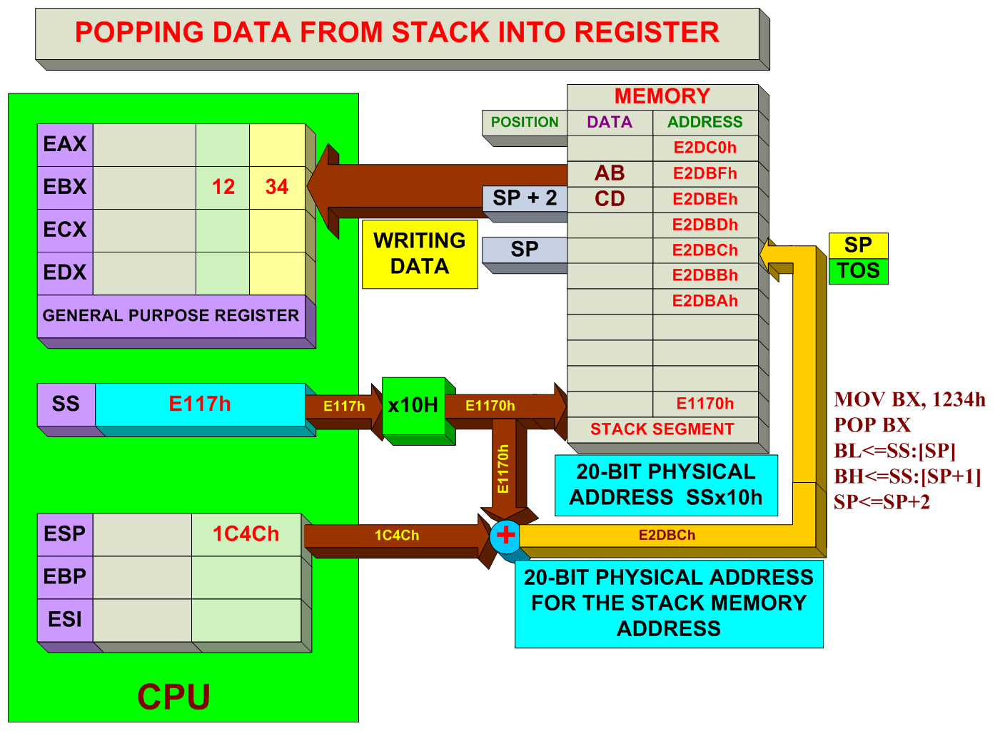 POPPING DATA FROM STACK INTO REGISTER
MEMORY
POSITION DATA ADDRESS
E2DC0h
AB E2DBFh
SP + 2 CD E2DBEh
E2DBDh
SP E2DBCh
E2DBBh
E2DBAh
E1170h
STACK SEGMENT
EAX
EBX 12 34
ECX
EDX
GENERAL PURPOSE REGISTER
WRITING
DATA
SP
TOS
SS E117h
E117h
x10H
E1170h
E1170h
20-BIT PHYSICAL
ADDRESS SSx10h
MOV BX, 1234h
POP BX
BL<=SS:[SP]
BH<=SS:[SP+1]
SP<=SP+2
ESP 1C4Ch
EBP
ESI
1C4Ch
+
E2DBCh
20-BIT PHYSICAL ADDRESS
FOR THE STACK MEMORY
ADDRESS
CPU